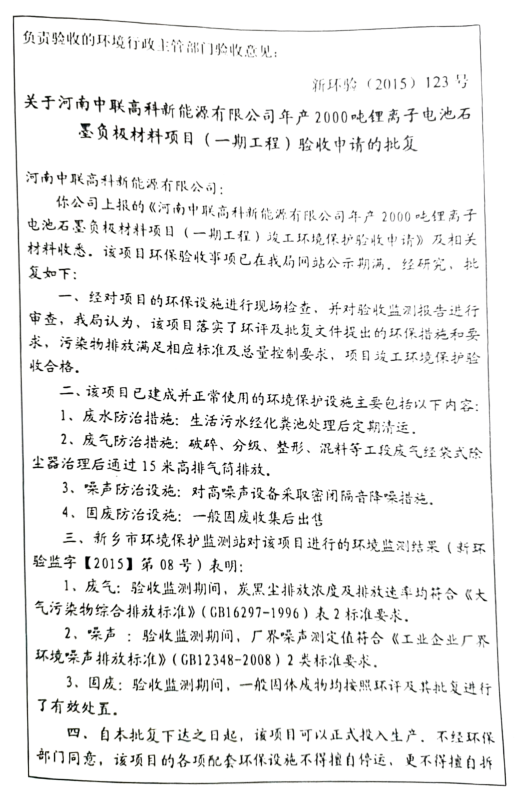 负责验收的环境行政主管部门验收意见：
新环验（2015）123号
关于河南中联高科新能源有限公司年产2000吨锂离子电池石
墨负极材料项目（一期工程）验收申请的批复
河南中联高科新能源有限公司：
你公司上报的《河南中联高科新能源有限公司年产2000吨锂离子
电池石墨负极材料项目（一期工程）竣工环境保护验收申请》及相关
材料收悉。该项目环保验收事项已在我局网站公示期满。经研究，批
复如下：
一、经对项目的环保设施进行现场检查，并对验收监测报告进行
审查，我局认为，该项目落实了环评及批复文件提出的环保措施和要
求，污染物排放满足相应标准及总量控制要求，项目竣工环境保护验
收合格。
二、该项目已建成并正常使用的环境保护设施主要包括以下内容：
1、废水防治措施：生活污水经化粪池处理后定期清运。
2、废气防治措施：破碎、分级、整形、混料等工段废气经袋式除
尘器治理后通过15米高排气筒排放。
3、噪声防治设施：对高噪声设备采取密闭隔音降噪措施。
4、固废防治设施：一般固废收集后出售
三、新乡市环境保护监测站对该项目进行的环境监测结果（新环
验监字【2015】第08号）表明：
1、废气：验收监测期间，炭黑尘排放浓度及排放速率均符合《大
气污染物综合排放标准》（GB16297-1996）表2标准要求。
2、噪声：验收监测期间，厂界噪声测定值符合《工业企业厂界
环境噪声排放标准》（GB12348-2008）2类标准要求。
3、固废：验收监测期间，一般固体废物均按照环评及其批复进行
了有效处置。
四、自本批复下达之日起，该项目可以正式投入生产。不经环保
部门同意，该项目的各项配套环保设施不得擅自停运，更不得擅自拆